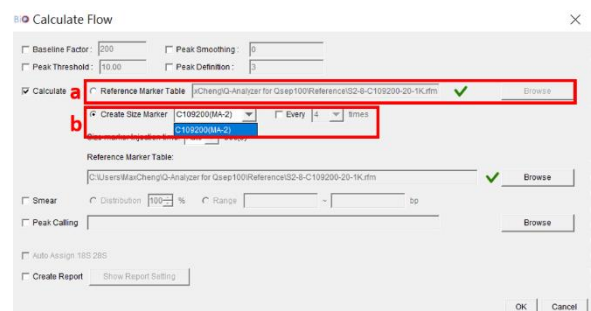 BIO Calculate Flow
Baseline Factor: 200 Peak Smoothing: 0
Peak Threshold: 10.00 Peak Definition: 3
Calculate a Reference Marker Table xCheng\Q-Analyzer for Qsep100\Reference\S2-8-C109200-20-1K.rfm Browse
b Create Size Marker C109200(MA-2) Every 4 times
C109200(MA-2)
Reference Marker Table:
C:\Users\MaxCheng\Q-Analyzer for Qsep100\Reference\S2-8-C109200-20-1K.rfm Browse
Smear Distribution 100 % Range - bp
Peak Calling Browse
Auto Assign 18S 28S
Create Report Show Report Setting
OK Cancel